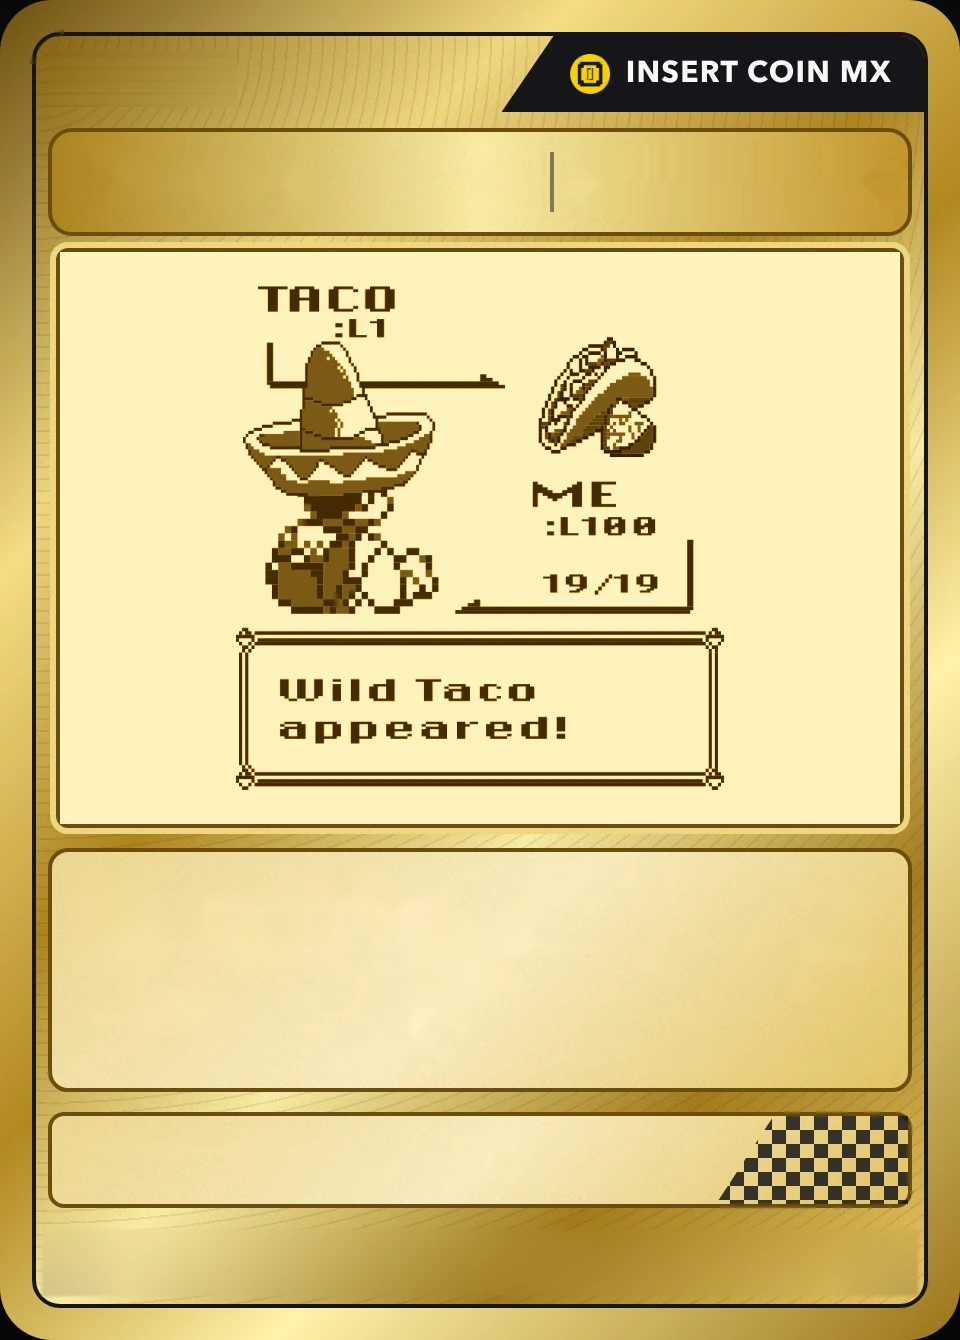 INSERT COIN MX
TACO
:L1
ME
:L100
19/19
Wild Taco
appeared!